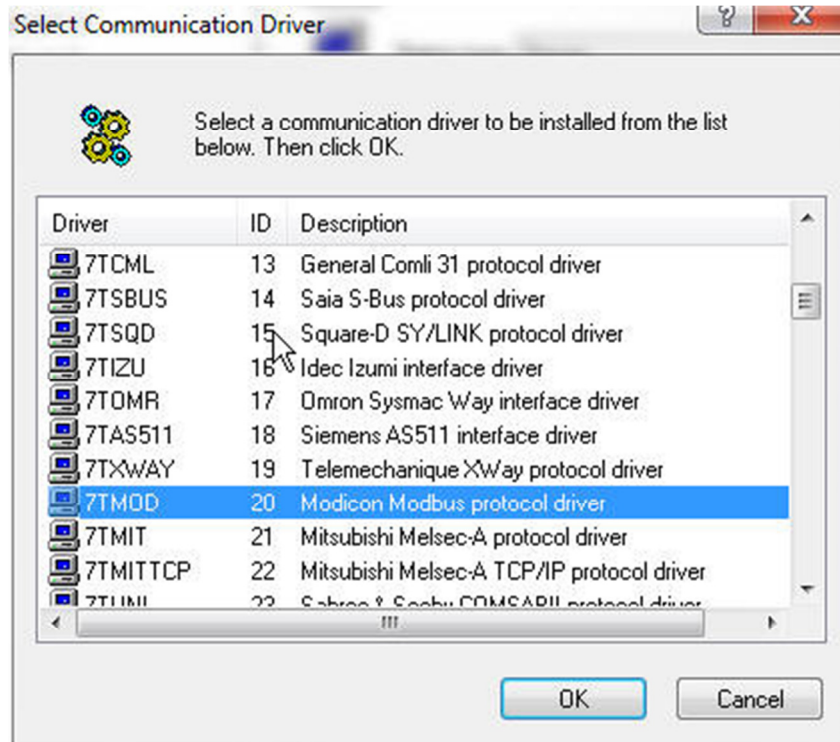 Select Communication Driver
Select a communication driver to be installed from the list
below. Then click OK.
Driver ID Description
7TCML 13 General Comli 31 protocol driver
7TSBUS 14 Saia S-Bus protocol driver
7TSQD 15 Square-D SY/LINK protocol driver
7TIZU 16 Idec Izumi interface driver
7TOMR 17 Omron Sysmac Way interface driver
7TAS511 18 Siemens AS511 interface driver
7TXWAY 19 Telemechanique XWay protocol driver
7TMOD 20 Modicon Modbus protocol driver
7TMIT 21 Mitsubishi Melsec-A protocol driver
7TMITTCP 22 Mitsubishi Melsec-A TCP/IP protocol driver
protocol driver
OK Cancel